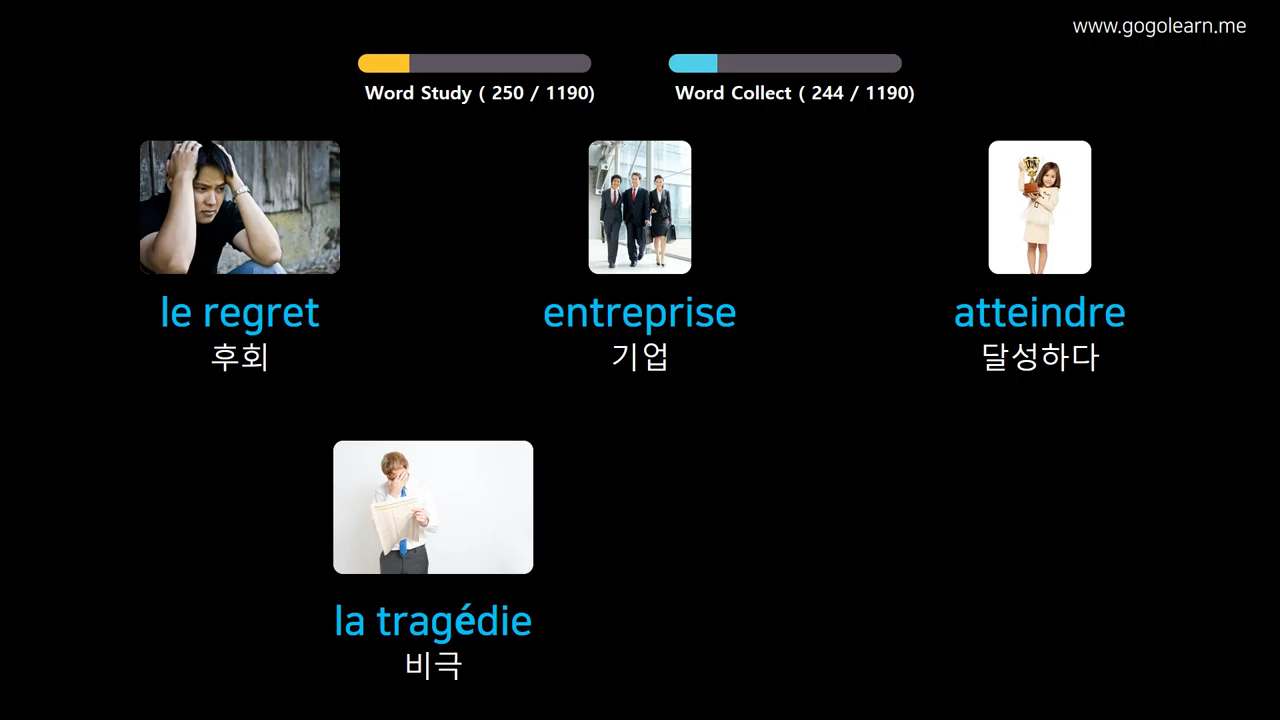 www.gogolearn.me
Word Study ( 250 / 1190)
Word Collect ( 244 / 1190)
le regret
후회
entreprise
기업
atteindre
달성하다
la tragédie
비극